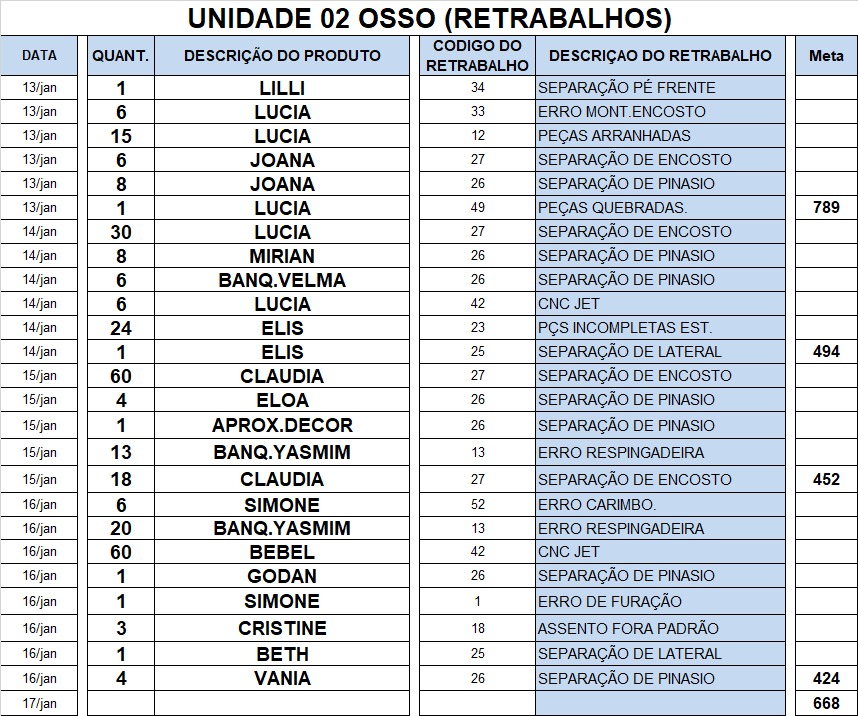 UNIDADE 02 OSSO (RETRABALHOS)
DATA QUANT. DESCRIÇÃO DO PRODUTO CODIGO DO RETRABALHO DESCRIÇAO DO RETRABALHO Meta
13/jan 1 LILLI 34 SEPARAÇÃO PÉ FRENTE
13/jan 6 LUCIA 33 ERRO MONT.ENCOSTO
13/jan 15 LUCIA 12 PEÇAS ARRANHADAS
13/jan 6 JOANA 27 SEPARAÇÃO DE ENCOSTO
13/jan 8 JOANA 26 SEPARAÇÃO DE PINASIO
13/jan 1 LUCIA 49 PEÇAS QUEBRADAS. 789
14/jan 30 LUCIA 27 SEPARAÇÃO DE ENCOSTO
14/jan 8 MIRIAN 26 SEPARAÇÃO DE PINASIO
14/jan 6 BANQ.VELMA 26 SEPARAÇÃO DE PINASIO
14/jan 6 LUCIA 42 CNC JET
14/jan 24 ELIS 23 PÇS INCOMPLETAS EST.
14/jan 1 ELIS 25 SEPARAÇÃO DE LATERAL 494
15/jan 60 CLAUDIA 27 SEPARAÇÃO DE ENCOSTO
15/jan 4 ELOA 26 SEPARAÇÃO DE PINASIO
15/jan 1 APROX.DECOR 26 SEPARAÇÃO DE PINASIO
15/jan 13 BANQ.YASMIM 13 ERRO RESPINGADEIRA
15/jan 18 CLAUDIA 27 SEPARAÇÃO DE ENCOSTO 452
16/jan 6 SIMONE 52 ERRO CARIMBO.
16/jan 20 BANQ.YASMIM 13 ERRO RESPINGADEIRA
16/jan 60 BEBEL 42 CNC JET
16/jan 1 GODAN 26 SEPARAÇÃO DE PINASIO
16/jan 1 SIMONE 1 ERRO DE FURAÇÃO
16/jan 3 CRISTINE 18 ASSENTO FORA PADRÃO
16/jan 1 BETH 25 SEPARAÇÃO DE LATERAL
16/jan 4 VANIA 26 SEPARAÇÃO DE PINASIO 424
17/jan 668